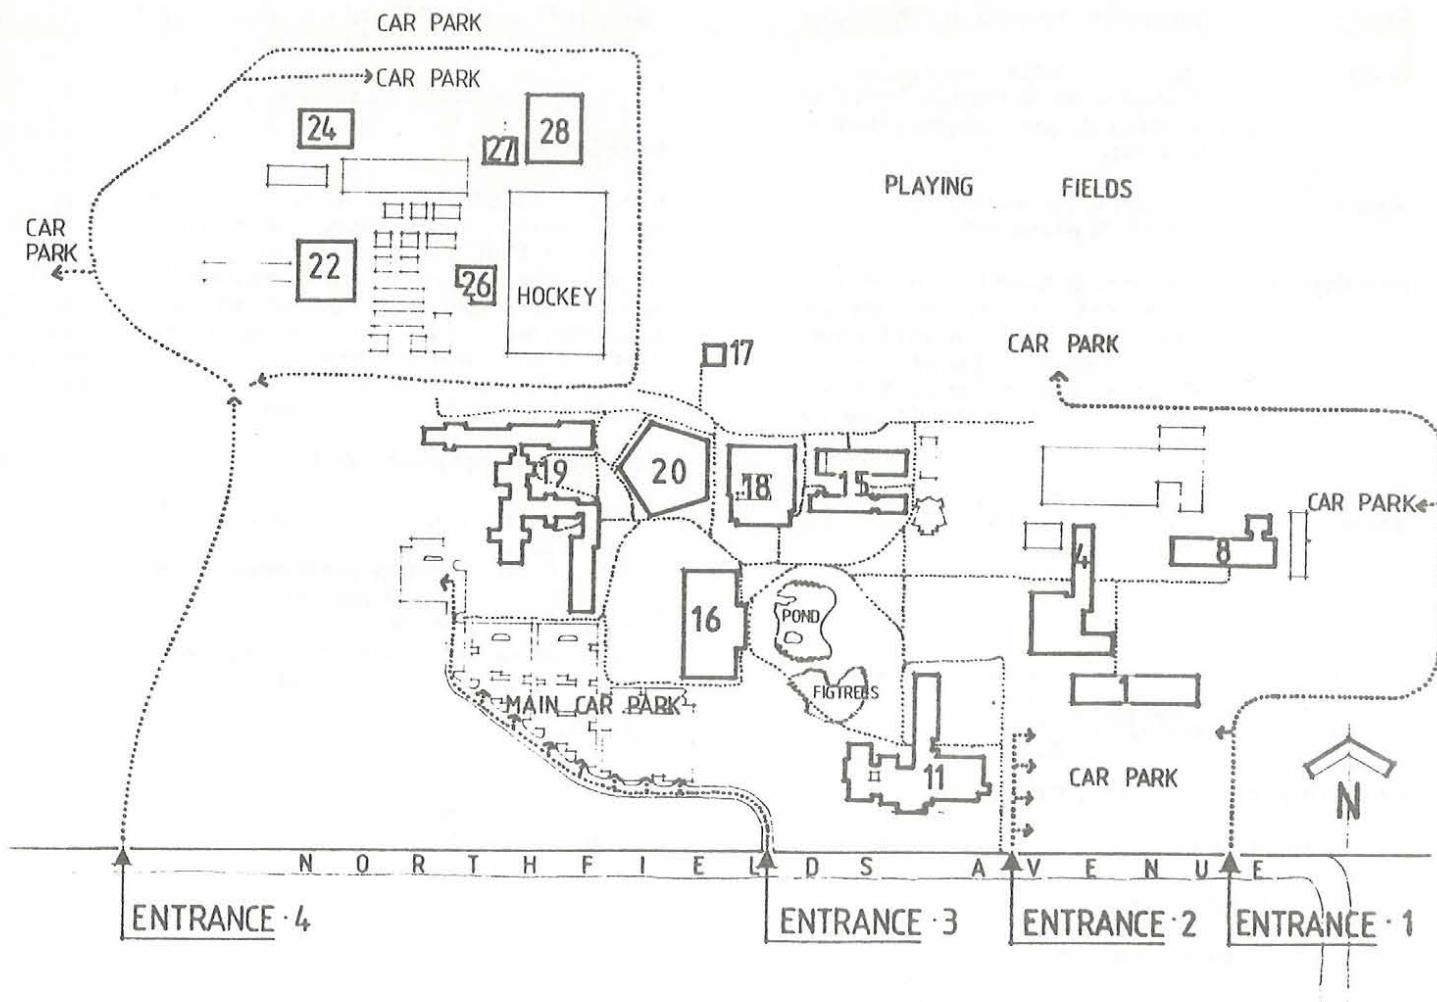 CAR PARK
CAR PARK
24
27
28
PLAYING FIELDS
CAR
PARK
22
26
HOCKEY
17
CAR PARK
19
20
18
15
CAR PARK
4
8
16
POND
FIGTREES
MAIN CAR PARK
1
11
CAR PARK
N
NORTHFIELDS AVENUE
ENTRANCE·4
ENTRANCE·3
ENTRANCE·2
ENTRANCE·1